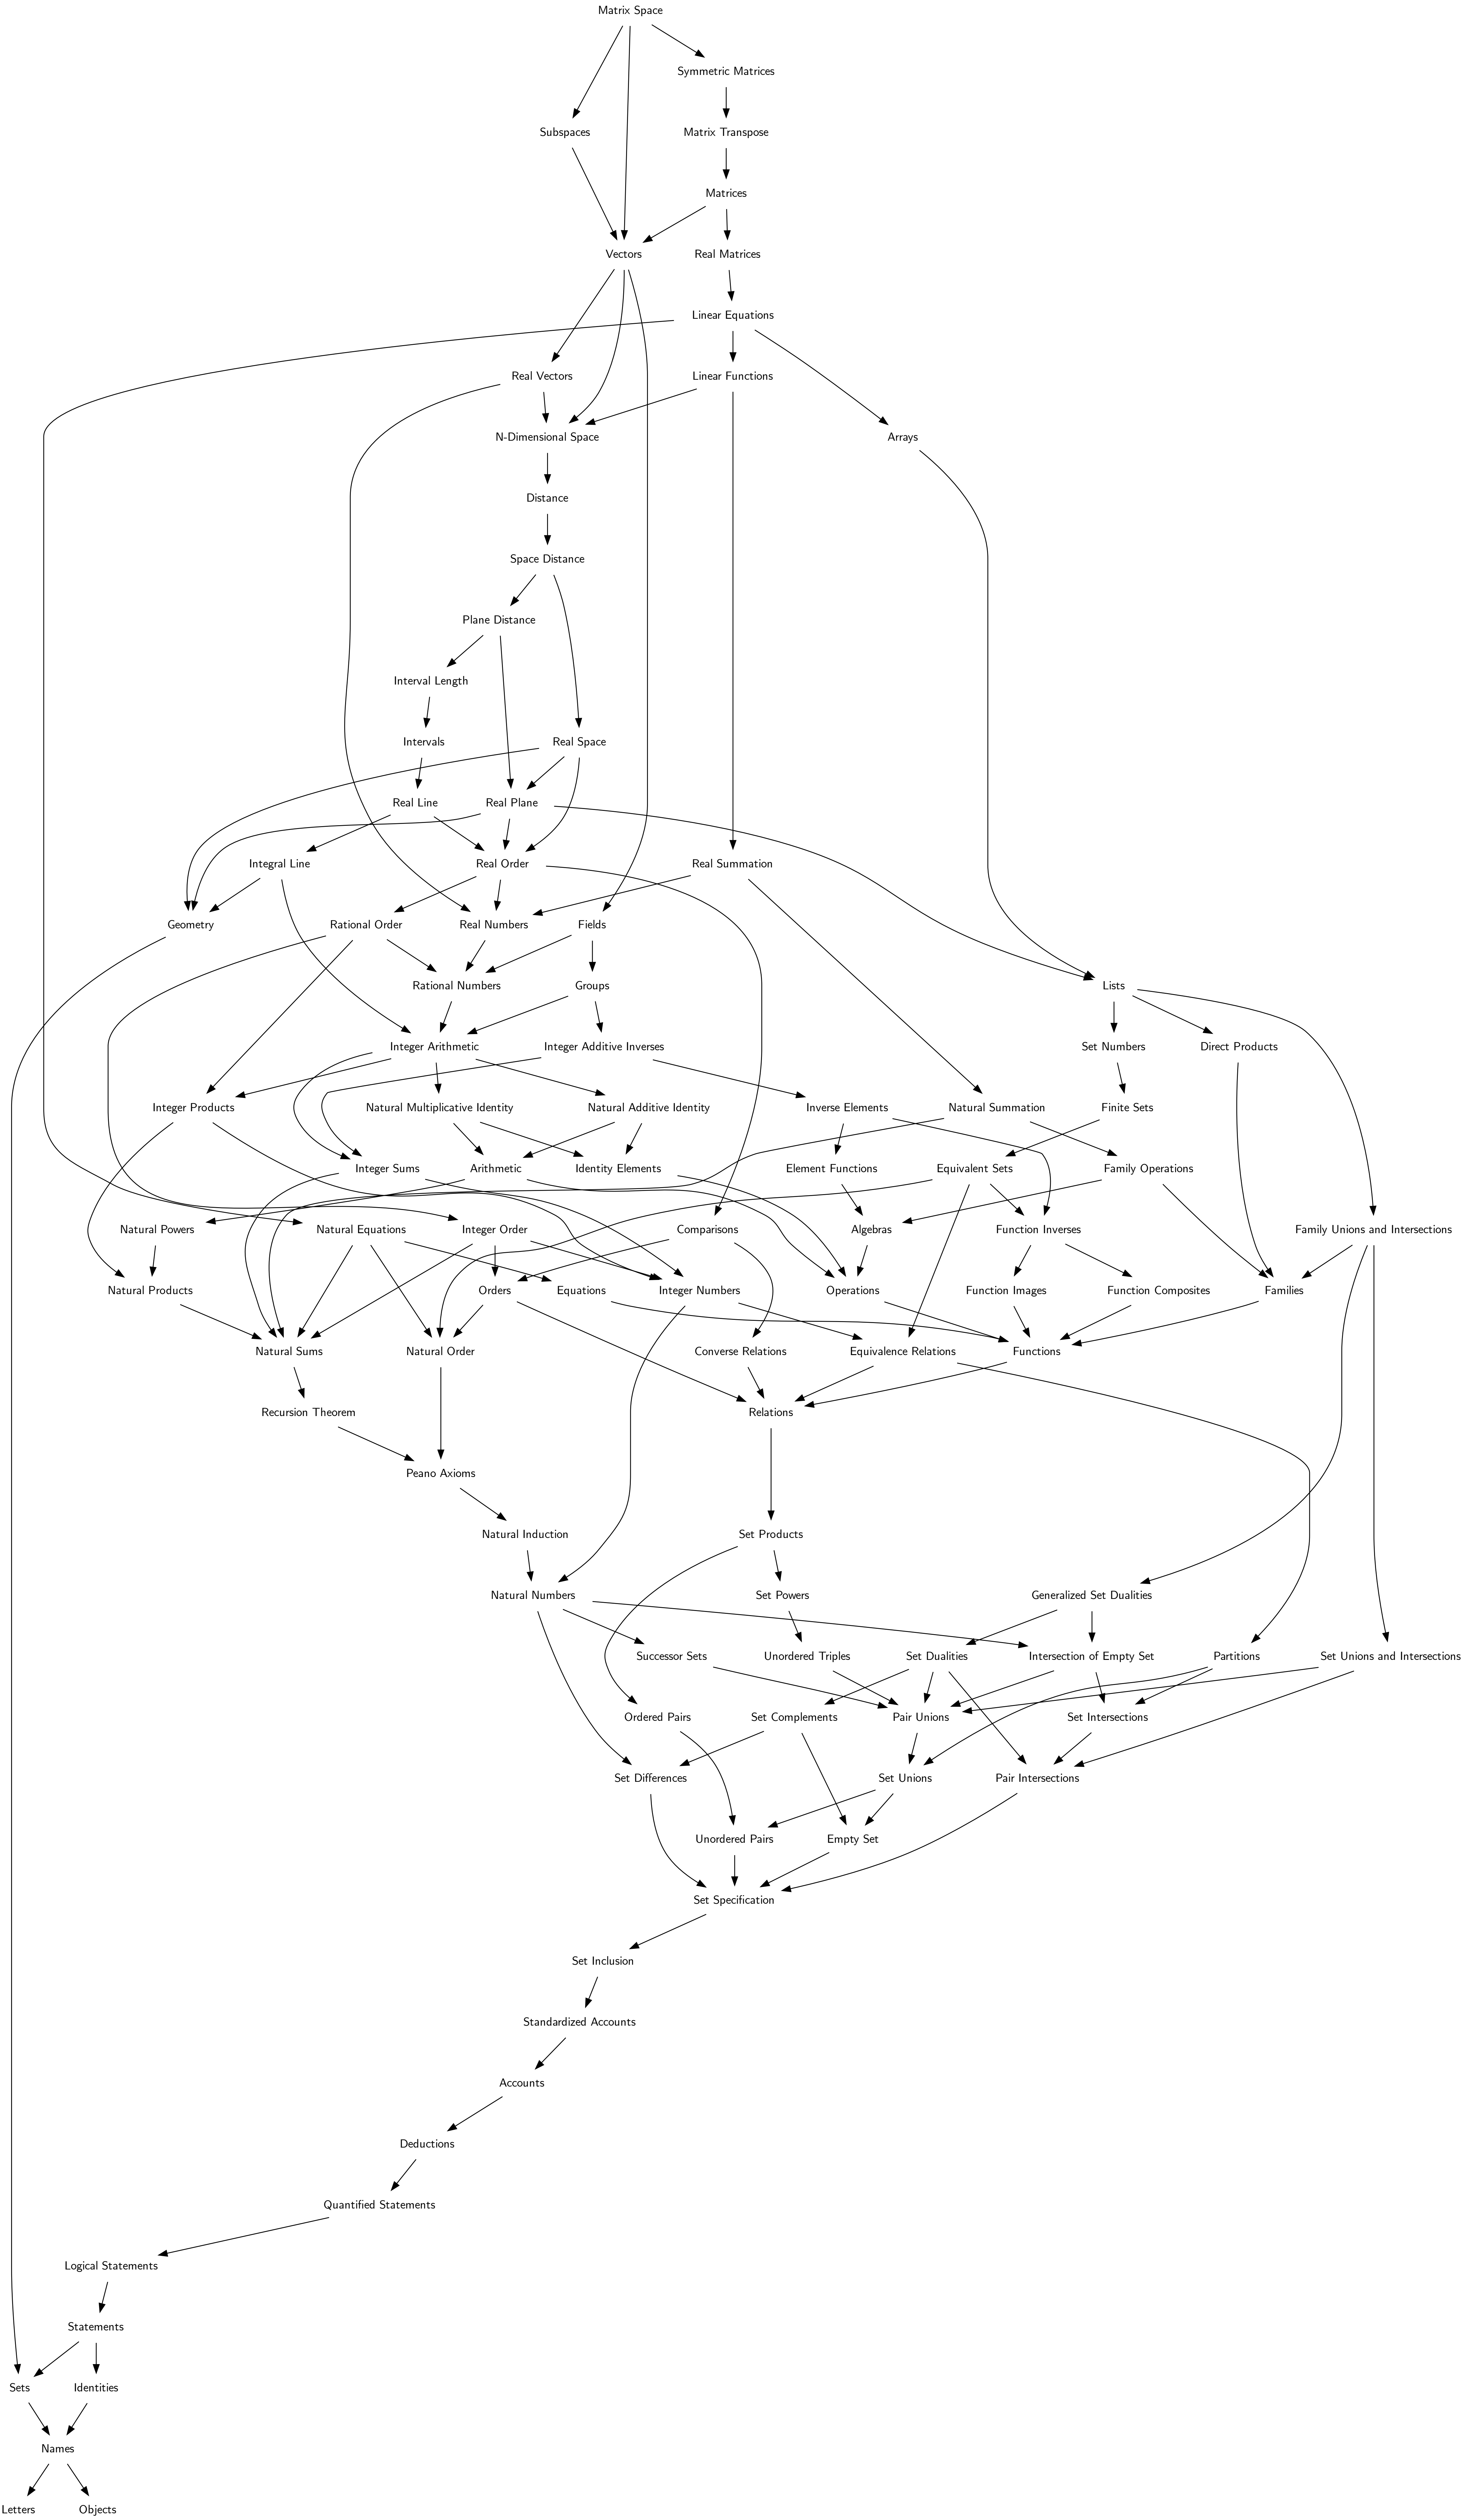 Matrix Space
Symmetric Matrices
Subspaces
Matrix Transpose
Matrices
Vectors
Real Matrices
Linear Equations
Real Vectors
Linear Functions
N-Dimensional Space
Arrays
Distance
Space Distance
Plane Distance
Interval Length
Intervals
Real Space
Real Line
Real Plane
Integral Line
Real Order
Real Summation
Geometry
Rational Order
Real Numbers
Fields
Rational Numbers
Groups
Lists
Integer Arithmetic
Integer Additive Inverses
Set Numbers
Direct Products
Integer Products
Natural Multiplicative Identity
Natural Additive Identity
Inverse Elements
Natural Summation
Finite Sets
Integer Sums
Arithmetic
Identity Elements
Element Functions
Equivalent Sets
Family Operations
Natural Powers
Natural Equations
Integer Order
Comparisons
Algebras
Function Inverses
Family Unions and Intersections
Natural Products
Orders
Equations
Integer Numbers
Operations
Function Images
Function Composites
Families
Natural Sums
Natural Order
Converse Relations
Equivalence Relations
Functions
Recursion Theorem
Relations
Peano Axioms
Natural Induction
Set Products
Natural Numbers
Set Powers
Generalized Set Dualities
Successor Sets
Unordered Triples
Set Dualities
Intersection of Empty Set
Partitions
Set Unions and Intersections
Ordered Pairs
Set Complements
Pair Unions
Set Intersections
Set Differences
Set Unions
Pair Intersections
Unordered Pairs
Empty Set
Set Specification
Set Inclusion
Standardized Accounts
Accounts
Deductions
Quantified Statements
Logical Statements
Statements
Sets
Identities
Names
Letters
Objects